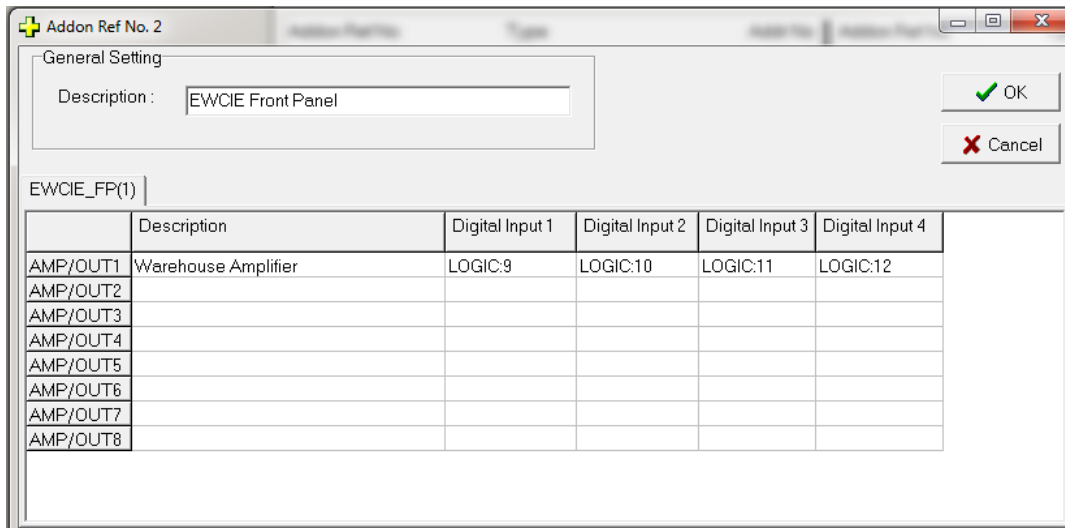 Addon Ref No. 2
General Setting
Description : EWCIE Front Panel
OK
Cancel
EWCIE_FP(1)
Description Digital Input 1 Digital Input 2 Digital Input 3 Digital Input 4
AMP/OUT1 Warehouse Amplifier LOGIC:9 LOGIC:10 LOGIC:11 LOGIC:12
AMP/OUT2
AMP/OUT3
AMP/OUT4
AMP/OUT5
AMP/OUT6
AMP/OUT7
AMP/OUT8